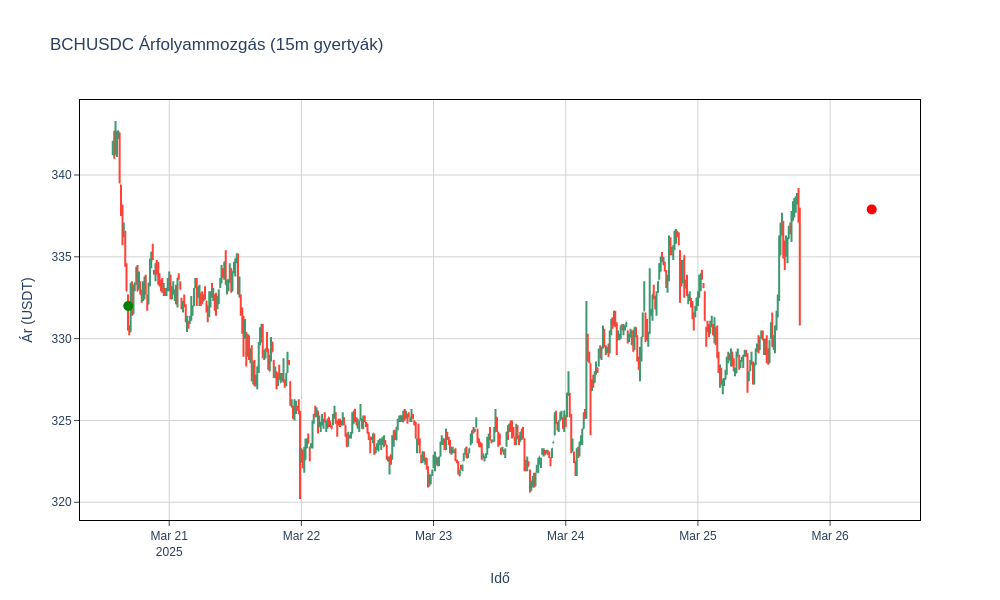 BCHUSDC Árfolyammozgás (15m gyertyák)
Ár (USDT)
340
335
330
325
320
Mar 21
2025
Mar 22
Mar 23
Mar 24
Mar 25
Mar 26
Idő